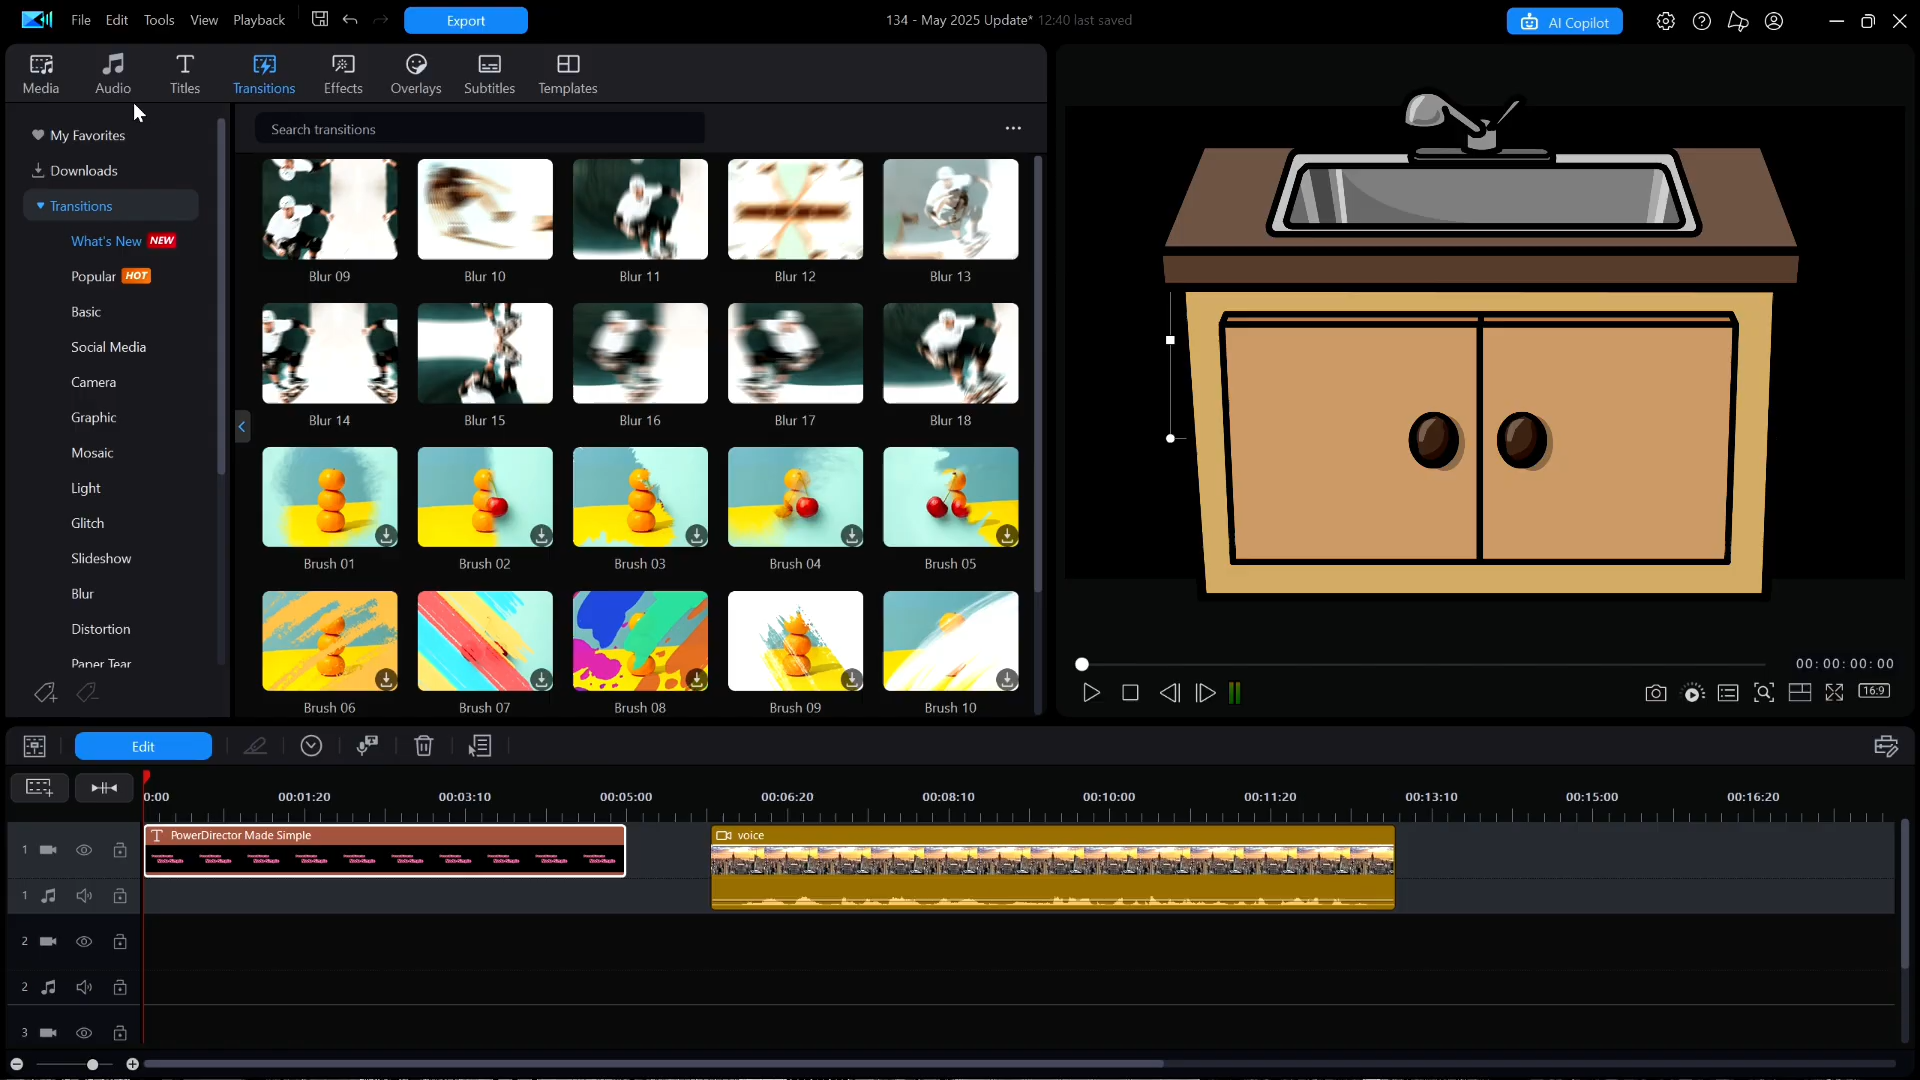 File Edit Tools View Playback Export 134 - May 2025 Update* 12:40 last saved AI Copilot
Media Audio Titles Transitions Effects Overlays Subtitles Templates
My Favorites
Downloads
Transitions
What's New NEW
Popular HOT
Basic
Social Media
Camera
Graphic
Mosaic
Light
Glitch
Slideshow
Blur
Distortion
Paper Tear
Search transitions
Blur 09 Blur 10 Blur 11 Blur 12 Blur 13
Blur 14 Blur 15 Blur 16 Blur 17 Blur 18
Brush 01 Brush 02 Brush 03 Brush 04 Brush 05
Brush 06 Brush 07 Brush 08 Brush 09 Brush 10
00:00:00:00
16:9
Edit
0:00 00:01:20 00:03:10 00:05:00 00:06:20 00:08:10 00:10:00 00:11:20 00:13:10 00:15:00 00:16:20
PowerDirector Made Simple voice
1
1
2
2
3